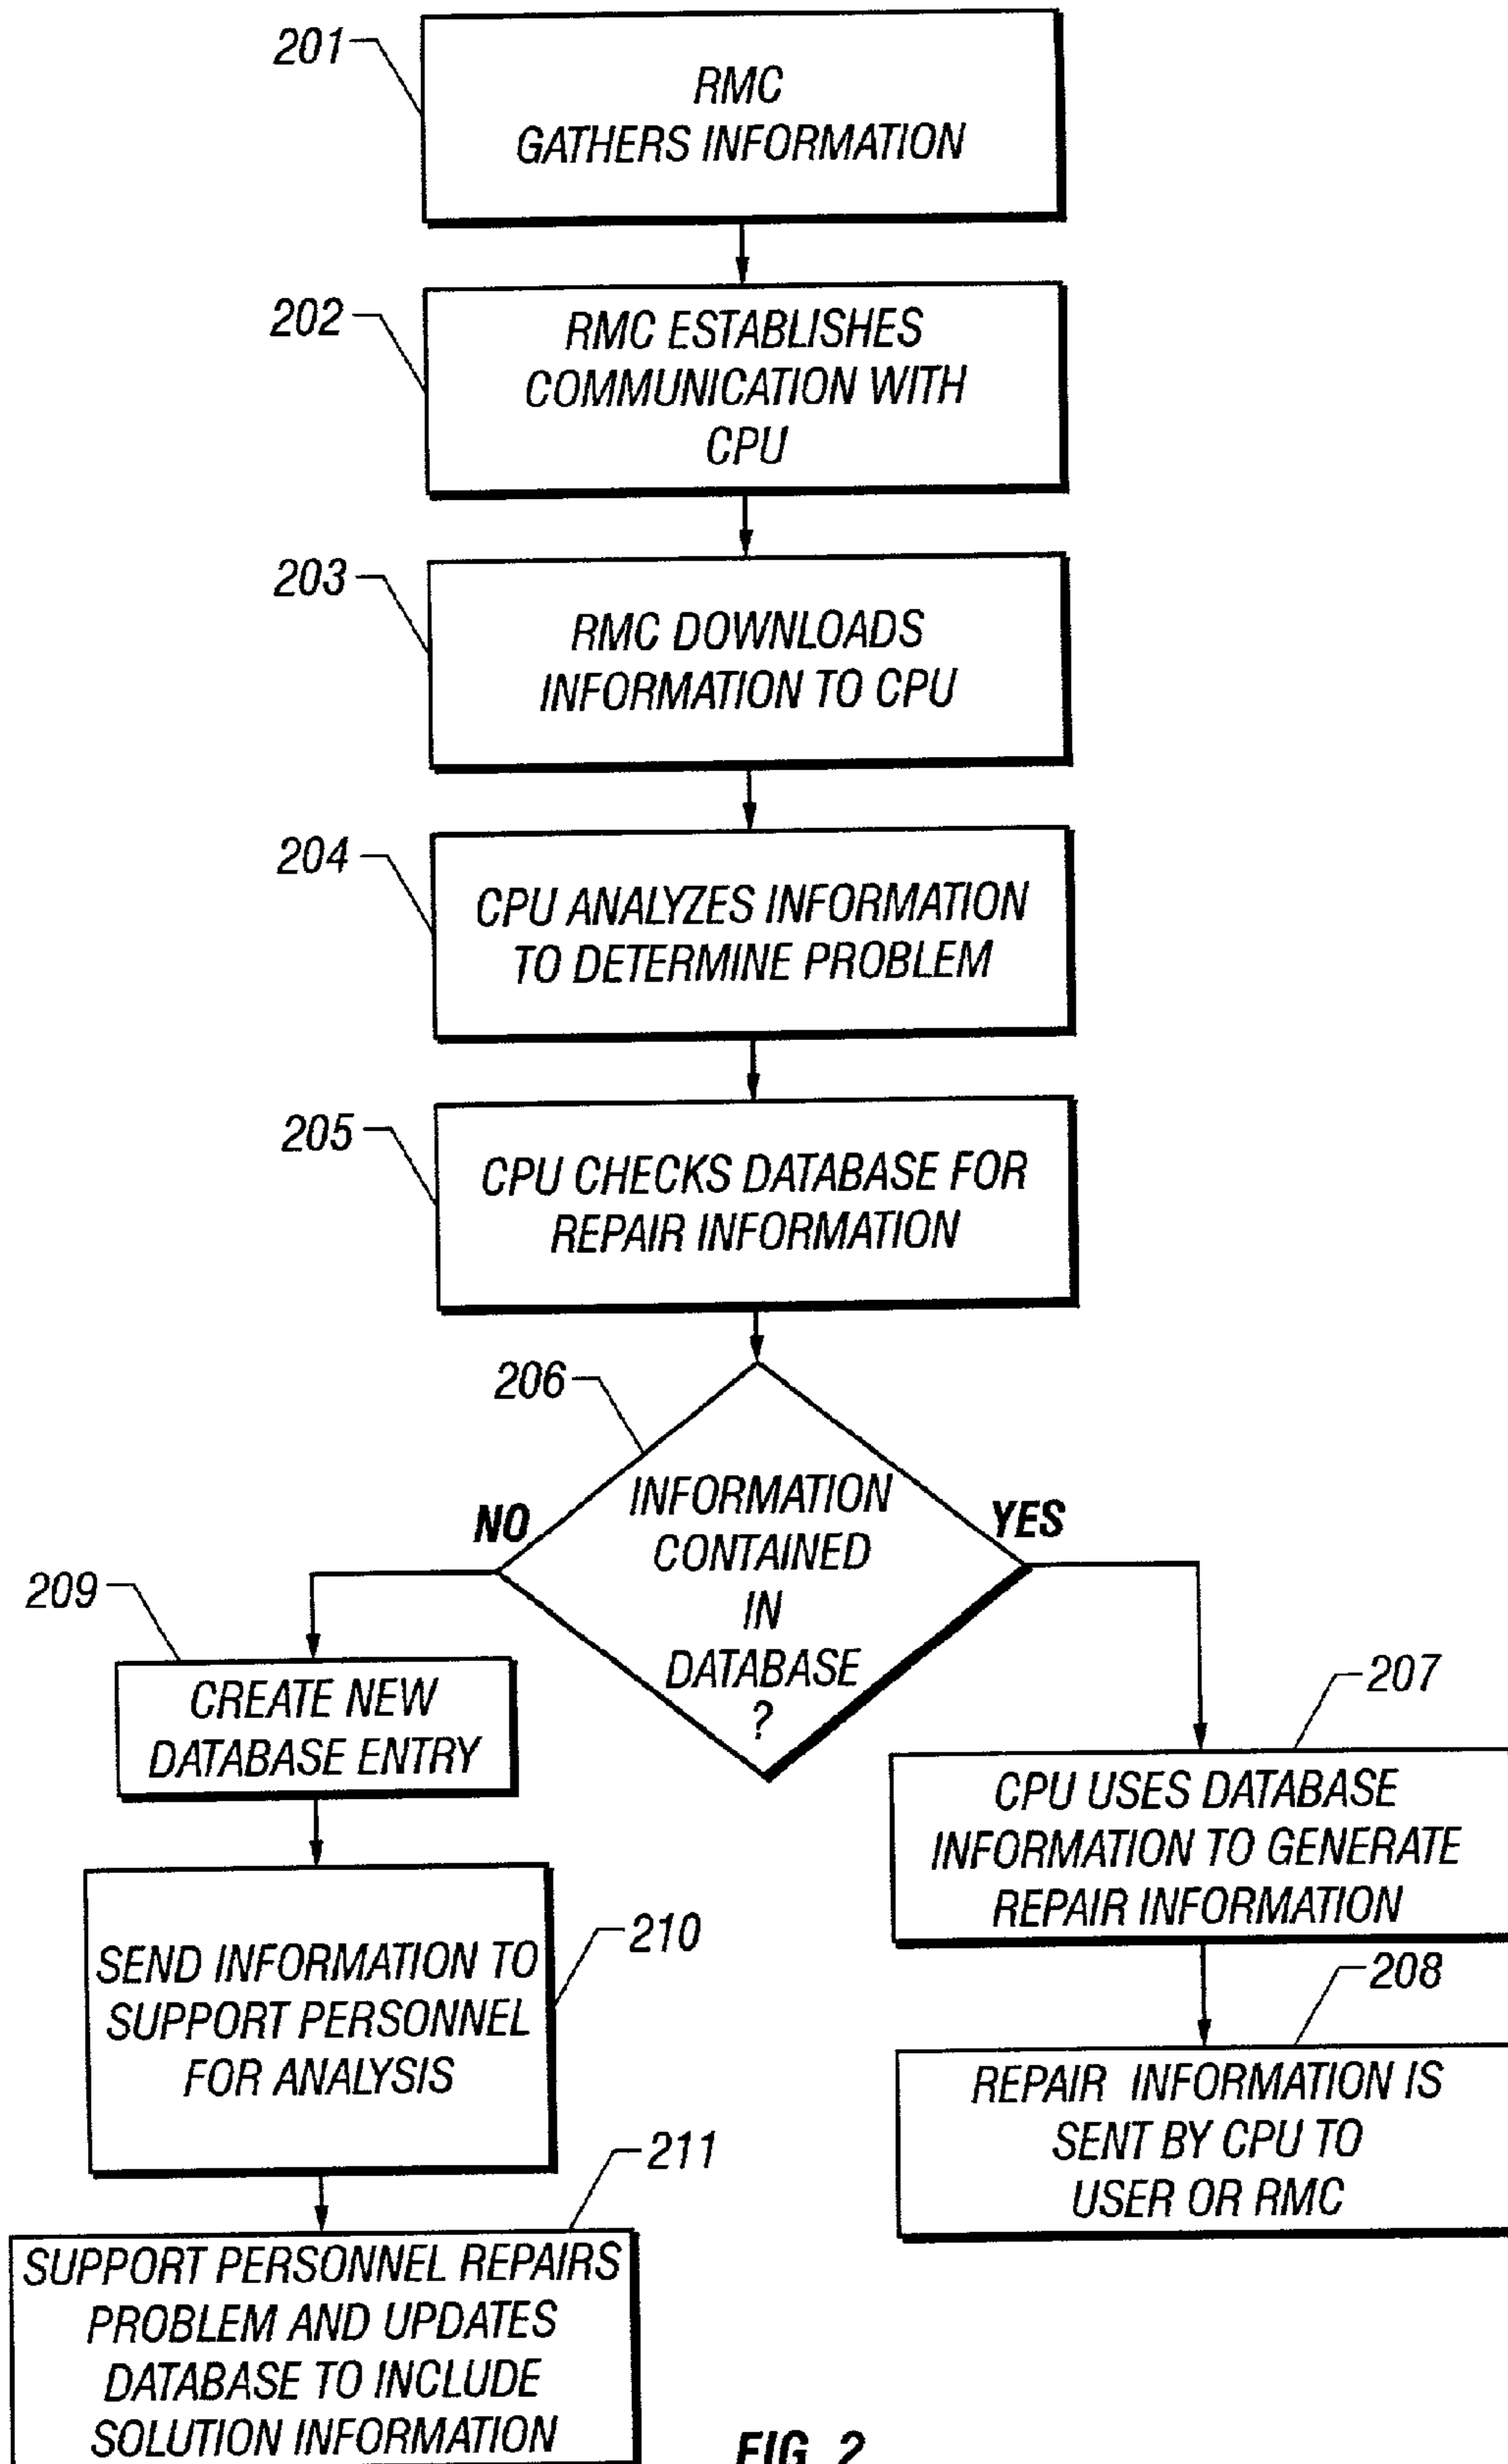 201
RMC
GATHERS INFORMATION
202
RMC ESTABLISHES
COMMUNICATION WITH
CPU
203
RMC DOWNLOADS
INFORMATION TO CPU
204
CPU ANALYZES INFORMATION
TO DETERMINE PROBLEM
205
CPU CHECKS DATABASE FOR
REPAIR INFORMATION
206
INFORMATION
CONTAINED
IN
DATABASE
?
NO
YES
209
CREATE NEW
DATABASE ENTRY
207
CPU USES DATABASE
INFORMATION TO GENERATE
REPAIR INFORMATION
210
SEND INFORMATION TO
SUPPORT PERSONNEL
FOR ANALYSIS
208
REPAIR INFORMATION IS
SENT BY CPU TO
USER OR RMC
211
SUPPORT PERSONNEL REPAIRS
PROBLEM AND UPDATES
DATABASE TO INCLUDE
SOLUTION INFORMATION
FIG. 2